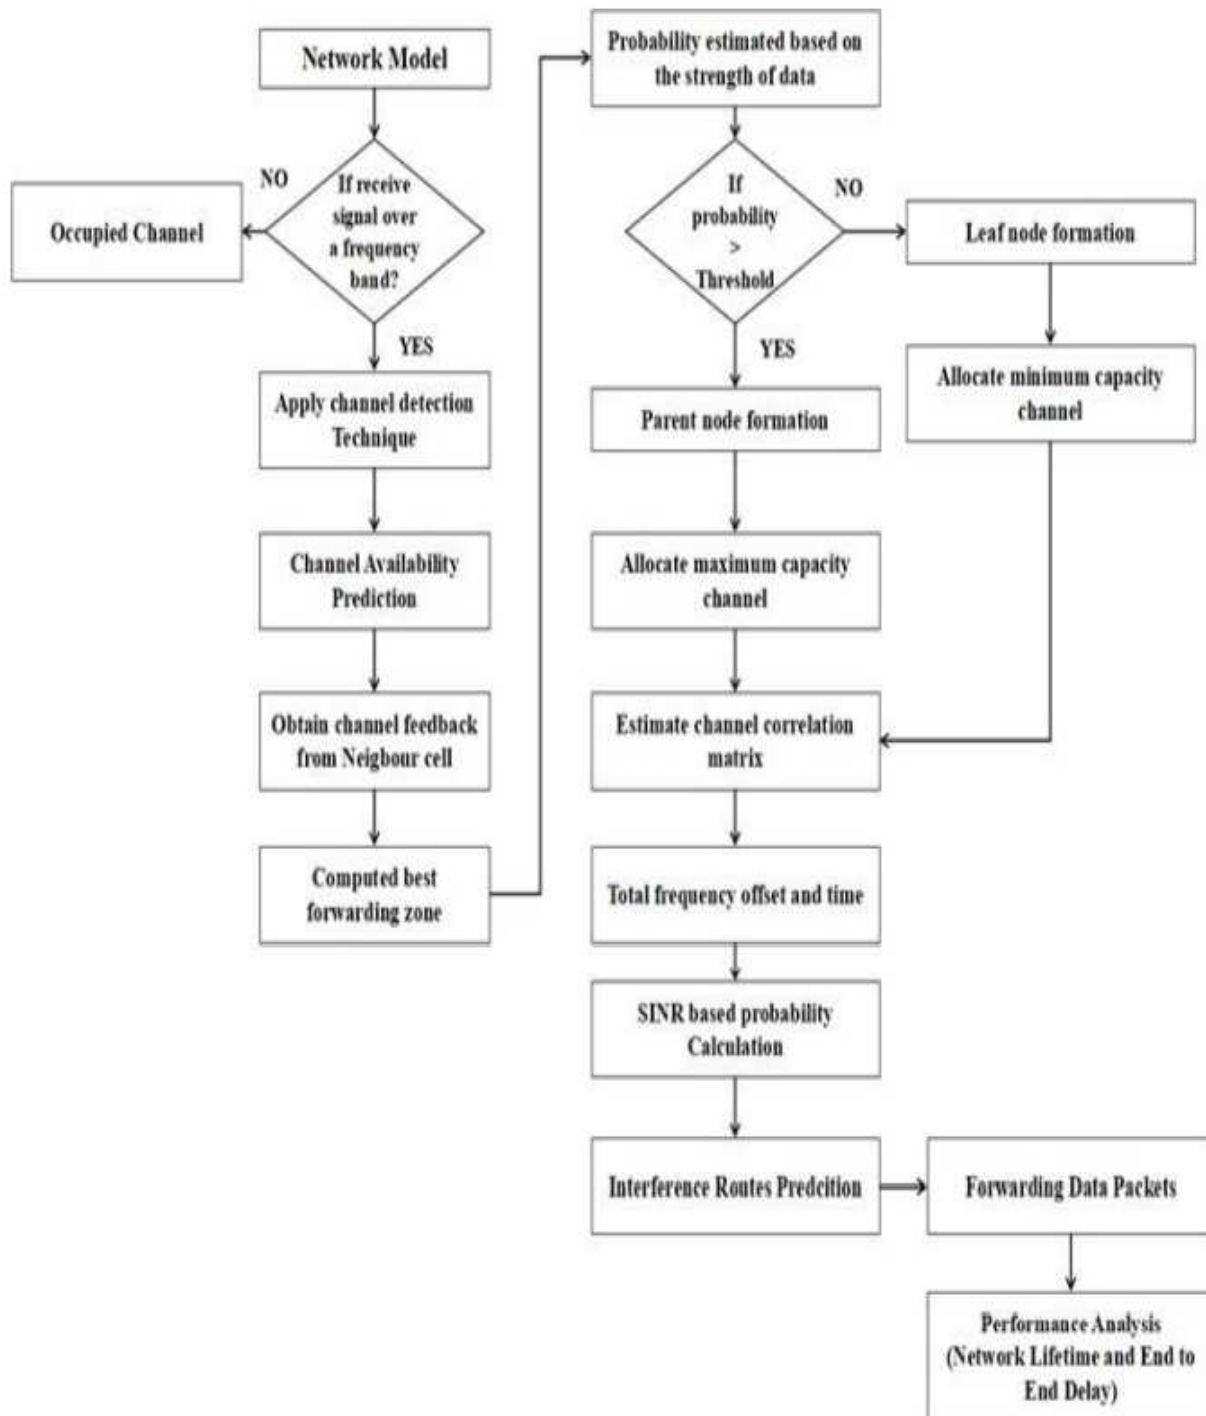 Network Model
NO
If receive
signal over
a frequency
band?
Occupied Channel
YES
Apply channel detection
Technique
Channel Availability
Prediction
Obtain channel feedback
from Neigbour cell
Computed best
forwarding zone
Probability estimated based on
the strength of data
If
probability
>
Threshold
NO
Leaf node formation
Allocate minimum capacity
channel
YES
Parent node formation
Allocate maximum capacity
channel
Estimate channel correlation
matrix
Total frequency offset and time
SINR based probability
Calculation
Interference Routes Predcition
Forwarding Data Packets
Performance Analysis
(Network Lifetime and End to
End Delay)